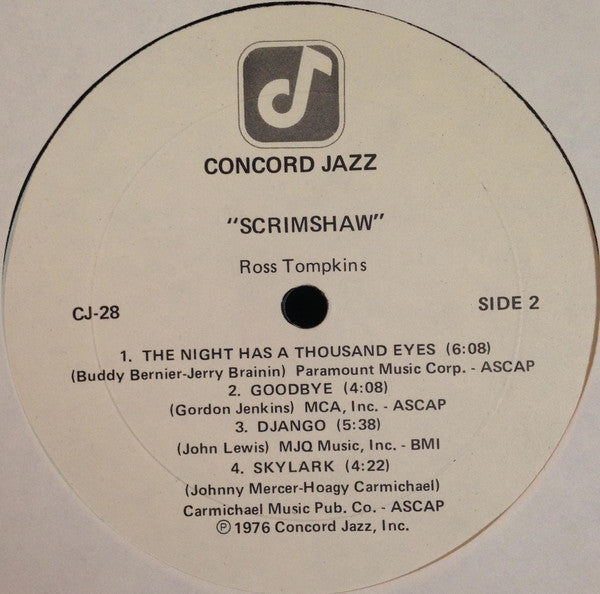 CONCORD JAZZ
"SCRIMSHAW"
Ross Tompkins
CJ-28
SIDE 2
1. THE NIGHT HAS A THOUSAND EYES (6:08)
(Buddy Bernier-Jerry Brainin) Paramount Music Corp. - ASCAP
2. GOODBYE (4:08)
(Gordon Jenkins) MCA, Inc. - ASCAP
3. DJANGO (5:38)
(John Lewis) MJQ Music, Inc. - BMI
4. SKYLARK (4:22)
(Johnny Mercer-Hoagy Carmichael)
Carmichael Music Pub. Co. - ASCAP
℗ 1976 Concord Jazz, Inc.